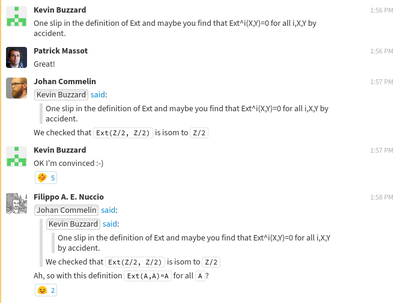 Kevin Buzzard 1:56 PM
One slip in the definition of Ext and maybe you find that Ext^i(X,Y)=0 for all i,X,Y by
accident.
Patrick Massot 1:56 PM
Great!
Johan Commelin 1:57 PM
Kevin Buzzard said:
One slip in the definition of Ext and maybe you find that Ext^i(X,Y)=0 for all i,X,Y by
accident.
We checked that Ext(Z/2, Z/2) is isom to Z/2
Kevin Buzzard 1:57 PM
OK I'm convinced :-)
5
Filippo A. E. Nuccio 1:58 PM
Johan Commelin said:
Kevin Buzzard said:
One slip in the definition of Ext and maybe you find that Ext^i(X,Y)=0 for all i,X,Y
by accident.
We checked that Ext(Z/2, Z/2) is isom to Z/2
Ah, so with this definition Ext(A,A)=A for all A ?
2